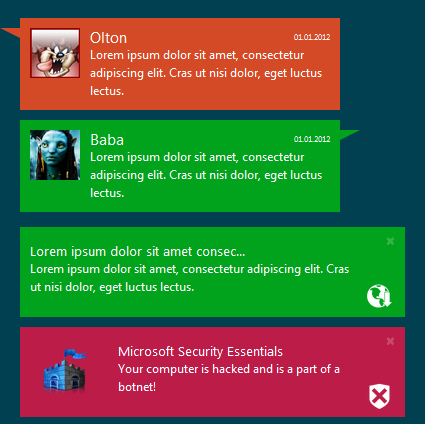 Olton
01.01.2012
Lorem ipsum dolor sit amet, consectetur
adipiscing elit. Cras ut nisi dolor, eget luctus
lectus.
Baba
01.01.2012
Lorem ipsum dolor sit amet, consectetur
adipiscing elit. Cras ut nisi dolor, eget luctus
lectus.
Lorem ipsum dolor sit amet consec...
Lorem ipsum dolor sit amet, consectetur adipiscing elit. Cras
ut nisi dolor, eget luctus lectus.
Microsoft Security Essentials
Your computer is hacked and is a part of a
botnet!